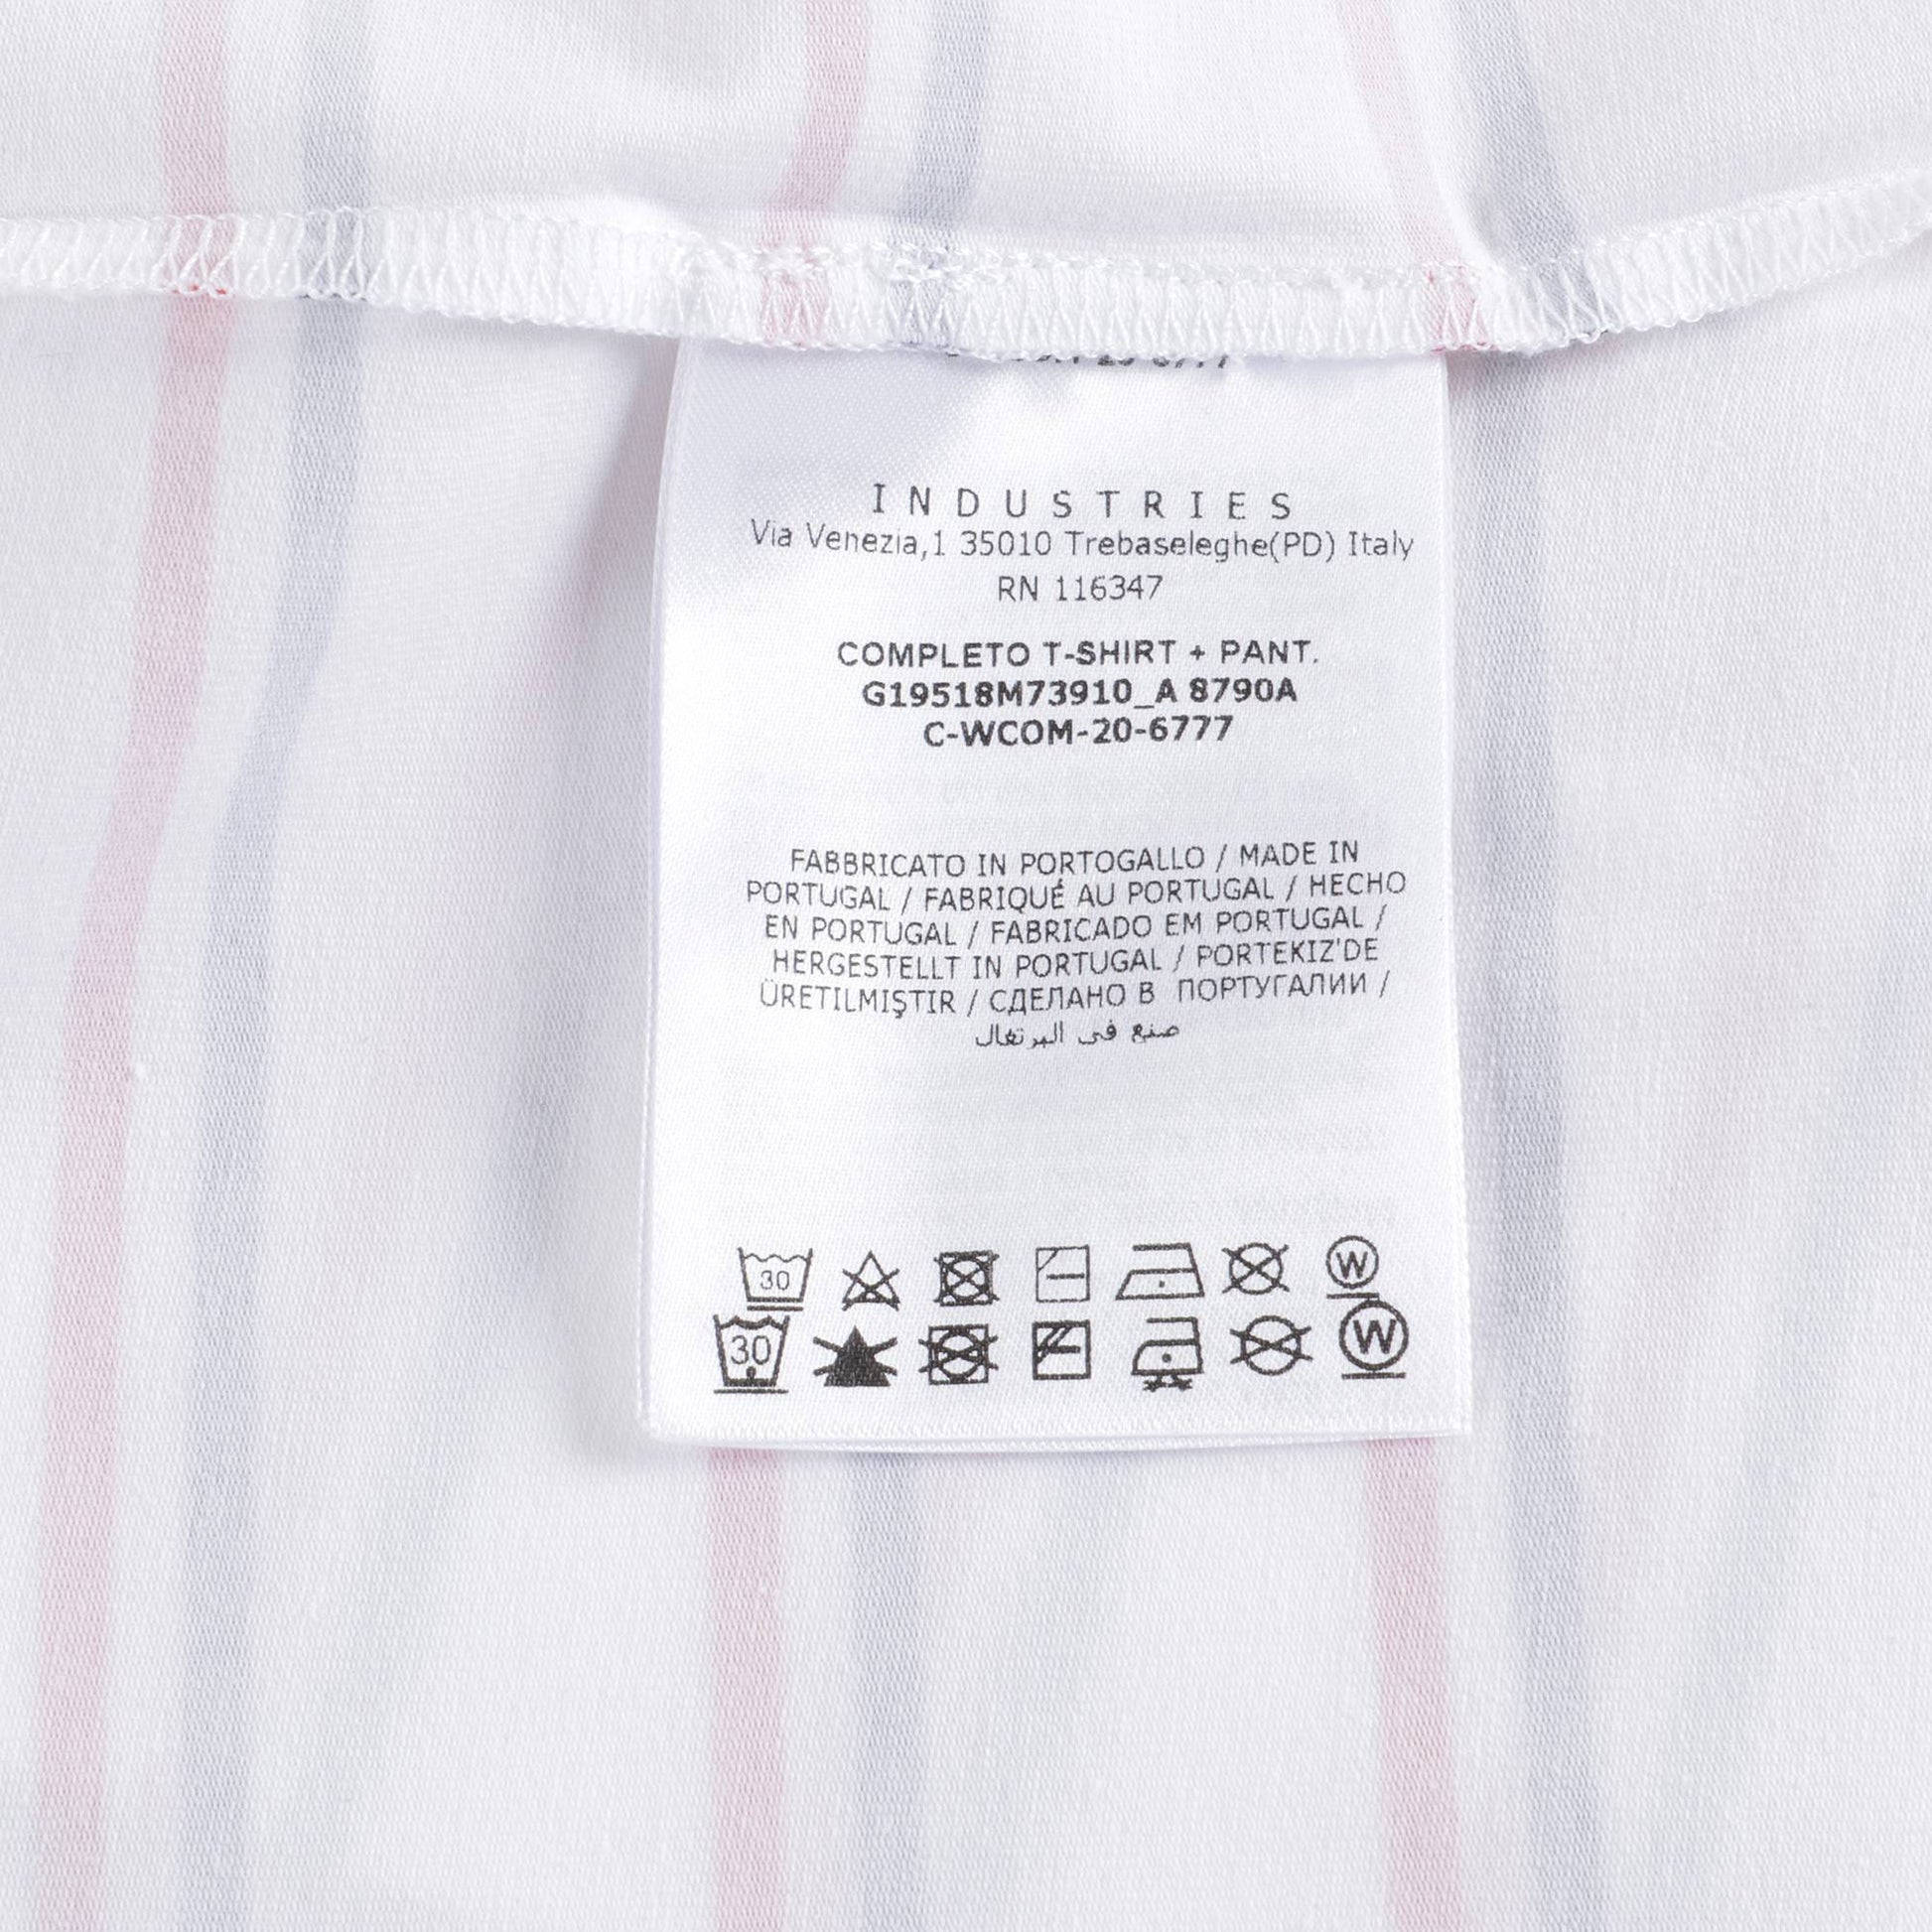 INDUSTRIES
Via Venezia,1 35010 Trebaseleghe(PD) Italy
RN 116347
COMPLETO T-SHIRT + PANT.
G19518M73910_A 8790A
C-WCOM-20-6777
FABBRICATO IN PORTOGALLO / MADE IN
PORTUGAL / FABRIQUÉ AU PORTUGAL / HECHO
EN PORTUGAL / FABRICADO EM PORTUGAL /
HERGESTELLT IN PORTUGAL / PORTEKIZ'DE
ÜRETILMIŞTIR / СДЕЛАНО В ПОРТУГАЛИИ /
صنع في البرتغال
30 W
30 W